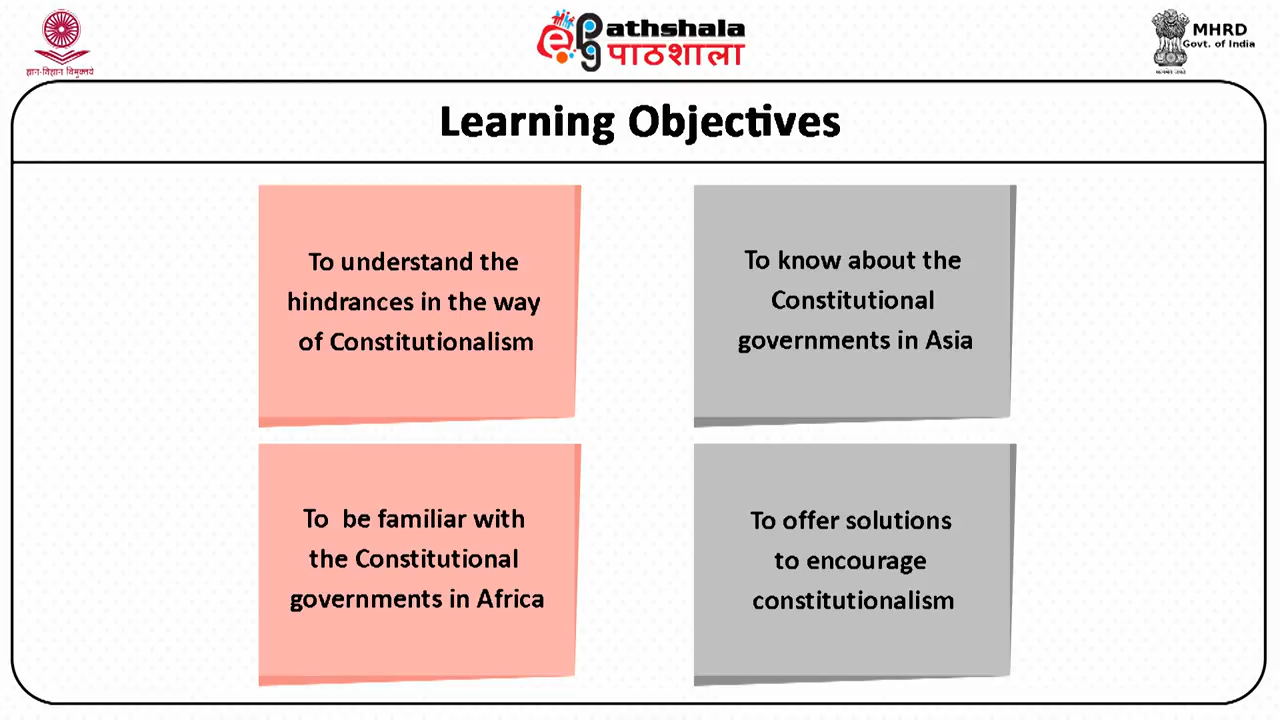 ज्ञान-विज्ञान विमुक्तये
ePG Pathshala
पाठशाला
MHRD
Govt. of India
Learning Objectives
To understand the
hindrances in the way
of Constitutionalism
To know about the
Constitutional
governments in Asia
To be familiar with
the Constitutional
governments in Africa
To offer solutions
to encourage
constitutionalism